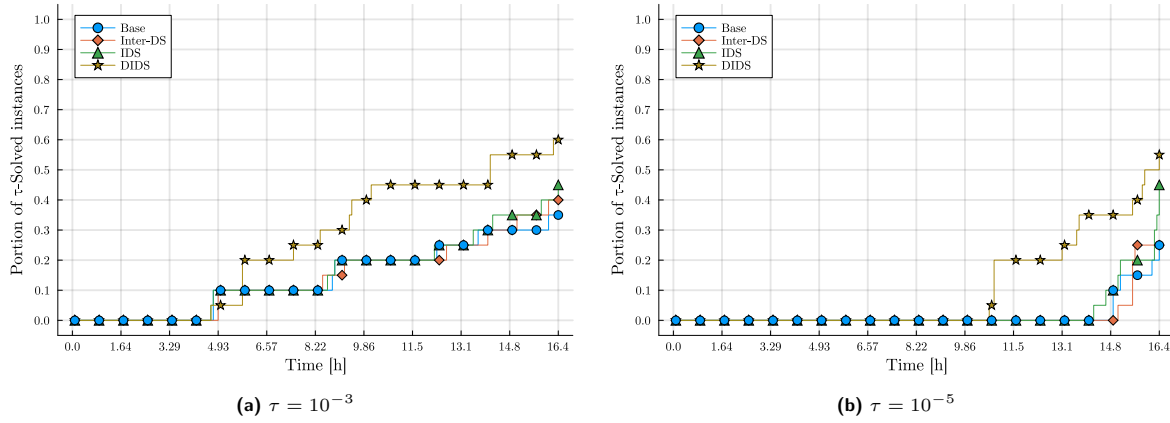 Portion of τ-Solved instances
1.0
0.9
0.8
0.7
0.6
0.5
0.4
0.3
0.2
0.1
0.0
Base
Inter-DS
IDS
DIDS
0.0 1.64 3.29 4.93 6.57 8.22 9.86 11.5 13.1 14.8 16.4
Time [h]
(a) τ = 10⁻³
Portion of τ-Solved instances
1.0
0.9
0.8
0.7
0.6
0.5
0.4
0.3
0.2
0.1
0.0
Base
Inter-DS
IDS
DIDS
0.0 1.64 3.29 4.93 6.57 8.22 9.86 11.5 13.1 14.8 16.4
Time [h]
(b) τ = 10⁻⁵